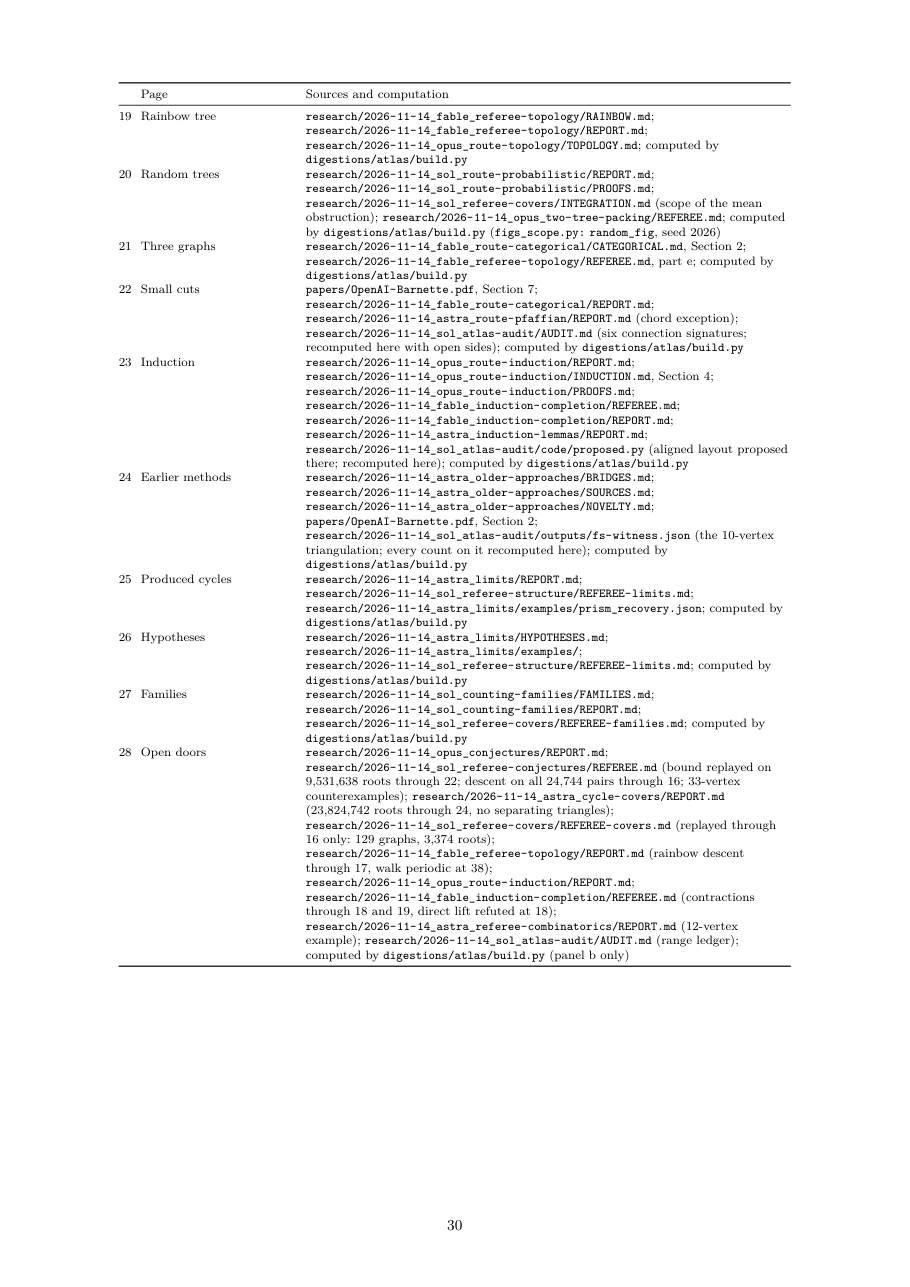 Page Sources and computation
19 Rainbow tree research/2026-11-14_fable_referee-topology/RAINBOW.md;
research/2026-11-14_fable_referee-topology/REPORT.md;
research/2026-11-14_opus_route-topology/TOPOLOGY.md; computed by
digestions/atlas/build.py
20 Random trees research/2026-11-14_sol_route-probabilistic/REPORT.md;
research/2026-11-14_sol_route-probabilistic/PROOFS.md;
research/2026-11-14_sol_referee-covers/INTEGRATION.md (scope of the mean
obstruction); research/2026-11-14_opus_two-tree-packing/REFEREE.md; computed
by digestions/atlas/build.py (figs_scope.py: random_fig, seed 2026)
21 Three graphs research/2026-11-14_fable_route-categorical/CATEGORICAL.md, Section 2;
research/2026-11-14_fable_referee-topology/REFEREE.md, part e; computed by
digestions/atlas/build.py
22 Small cuts papers/OpenAI-Barnette.pdf, Section 7;
research/2026-11-14_fable_route-categorical/REPORT.md;
research/2026-11-14_astra_route-pfaffian/REPORT.md (chord exception);
research/2026-11-14_sol_atlas-audit/AUDIT.md (six connection signatures;
recomputed here with open sides); computed by digestions/atlas/build.py
23 Induction research/2026-11-14_opus_route-induction/REPORT.md;
research/2026-11-14_opus_route-induction/INDUCTION.md, Section 4;
research/2026-11-14_opus_route-induction/PROOFS.md;
research/2026-11-14_fable_induction-completion/REFEREE.md;
research/2026-11-14_fable_induction-completion/REPORT.md;
research/2026-11-14_astra_induction-lemmas/REPORT.md;
research/2026-11-14_sol_atlas-audit/code/proposed.py (aligned layout proposed
there; recomputed here); computed by digestions/atlas/build.py
24 Earlier methods research/2026-11-14_astra_older-approaches/BRIDGES.md;
research/2026-11-14_astra_older-approaches/SOURCES.md;
research/2026-11-14_astra_older-approaches/NOVELTY.md;
papers/OpenAI-Barnette.pdf, Section 2;
research/2026-11-14_sol_atlas-audit/outputs/fs-witness.json (the 10-vertex
triangulation; every count on it recomputed here); computed by
digestions/atlas/build.py
25 Produced cycles research/2026-11-14_astra_limits/REPORT.md;
research/2026-11-14_sol_referee-structure/REFEREE-limits.md;
research/2026-11-14_astra_limits/examples/prism_recovery.json; computed by
digestions/atlas/build.py
26 Hypotheses research/2026-11-14_astra_limits/HYPOTHESES.md;
research/2026-11-14_astra_limits/examples/;
research/2026-11-14_sol_referee-structure/REFEREE-limits.md; computed by
digestions/atlas/build.py
27 Families research/2026-11-14_sol_counting-families/FAMILIES.md;
research/2026-11-14_sol_counting-families/REPORT.md;
research/2026-11-14_sol_referee-covers/REFEREE-families.md; computed by
digestions/atlas/build.py
28 Open doors research/2026-11-14_opus_conjectures/REPORT.md;
research/2026-11-14_sol_referee-conjectures/REFEREE.md (bound replayed on
9,531,638 roots through 22; descent on all 24,744 pairs through 16; 33-vertex
counterexamples); research/2026-11-14_astra_cycle-covers/REPORT.md
(23,824,742 roots through 24, no separating triangles);
research/2026-11-14_sol_referee-covers/REFEREE-covers.md (replayed through
16 only: 129 graphs, 3,374 roots);
research/2026-11-14_fable_referee-topology/REPORT.md (rainbow descent
through 17, walk periodic at 38);
research/2026-11-14_opus_route-induction/REPORT.md;
research/2026-11-14_fable_induction-completion/REFEREE.md (contractions
through 18 and 19, direct lift refuted at 18);
research/2026-11-14_astra_referee-combinatorics/REPORT.md (12-vertex
example); research/2026-11-14_sol_atlas-audit/AUDIT.md (range ledger);
computed by digestions/atlas/build.py (panel b only)
30